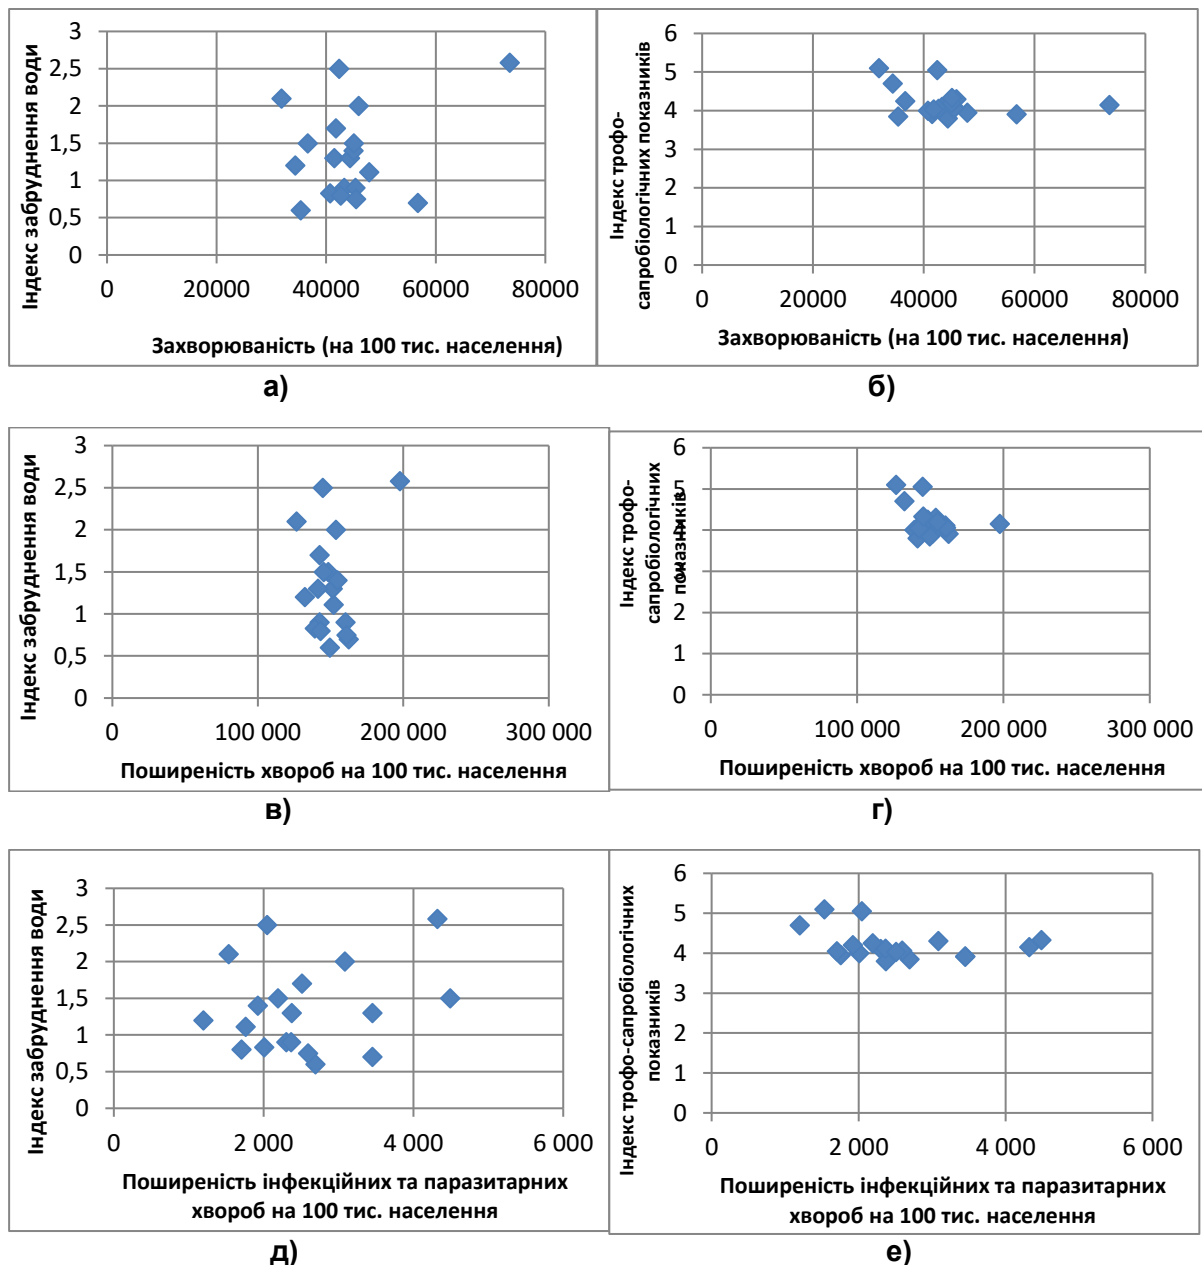 Індекс забруднення води
3
2,5
2
1,5
1
0,5
0
0 20000 40000 60000 80000
Захворюваність (на 100 тис. населення)
а)
Індекс трофо-
сапробіологічних показників
6
5
4
3
2
1
0
0 20000 40000 60000 80000
Захворюваність (на 100 тис. населення)
б)
Індекс забруднення води
3
2,5
2
1,5
1
0,5
0
0 100 000 200 000 300 000
Поширеність хвороб на 100 тис. населення
в)
Індекс трофо-
сапробіологічних
показників
6
5
4
3
2
1
0
0 100 000 200 000 300 000
Поширеність хвороб на 100 тис. населення
г)
Індекс забруднення води
3
2,5
2
1,5
1
0,5
0
0 2 000 4 000 6 000
Поширеність інфекційних та паразитарних
хвороб на 100 тис. населення
д)
Індекс трофо-сапробіологічних
показників
6
5
4
3
2
1
0
0 2 000 4 000 6 000
Поширеність інфекційних та паразитарних
хвороб на 100 тис. населення
е)